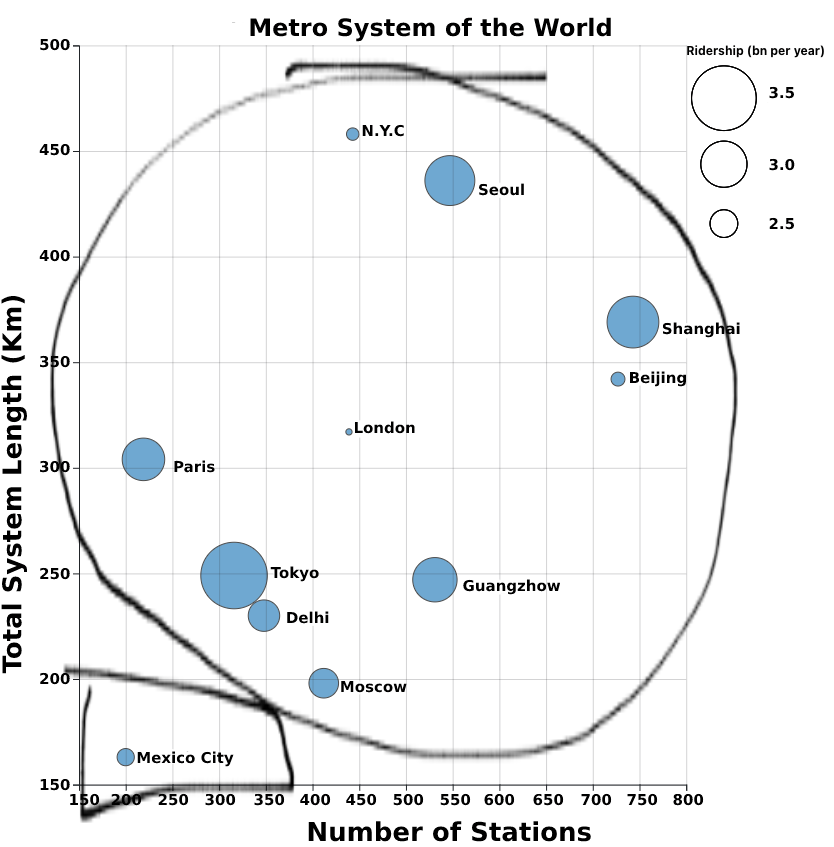 Metro System of the World
Ridership (bn per year)
3.5
3.0
2.5
Total System Length (Km)
500
450
400
350
300
250
200
150
N.Y.C
Seoul
Shanghai
Beijing
London
Paris
Tokyo
Guangzhow
Delhi
Moscow
Mexico City
150 200 250 300 350 400 450 500 550 600 650 700 750 800
Number of Stations